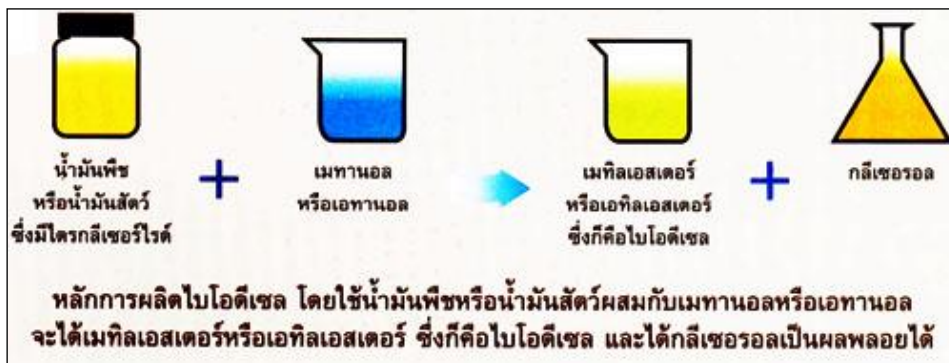 น้ำมันพืช
หรือน้ำมันสัตว์
ซึ่งมีไตรกลีเซอร์ไรด์
+
เมทานอล
หรือเอทานอล
เมทิลเอสเตอร์
หรือเอทิลเอสเตอร์
ซึ่งก็คือไบโอดีเซล
+
กลีเซอรอล
หลักการผลิตไบโอดีเซล โดยใช้น้ำมันพืชหรือน้ำมันสัตว์ผสมกับเมทานอลหรือเอทานอล
จะได้เมทิลเอสเตอร์หรือเอทิลเอสเตอร์ ซึ่งก็คือไบโอดีเซล และได้กลีเซอรอลเป็นผลพลอยได้